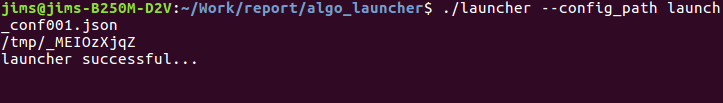 jims@jims-B250M-D2V:~/Work/report/algo_launcher$ ./launcher --config_path launch
_conf001.json
/tmp/_MEIOzXjqZ
launcher successful...